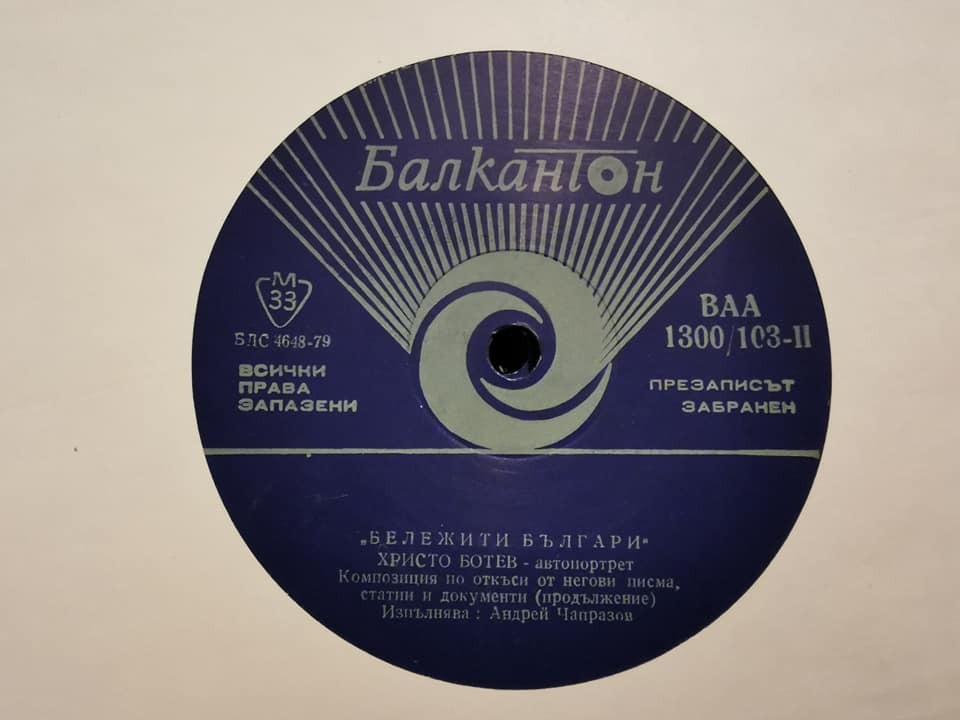 Балкантон
М
33
БДС 4648-79
ВСИЧКИ
ПРАВА
ЗАПАЗЕНИ
ВАА
1300/103-II
ПРЕЗАПИСЪТ
ЗАБРАНЕН
„БЕЛЕЖИТИ БЪЛГАРИ"
ХРИСТО БОТЕВ - автопортрет
Композиция по откъси от негови писма,
статии и документи (продължение)
Изпълнява : Андрей Чапразов